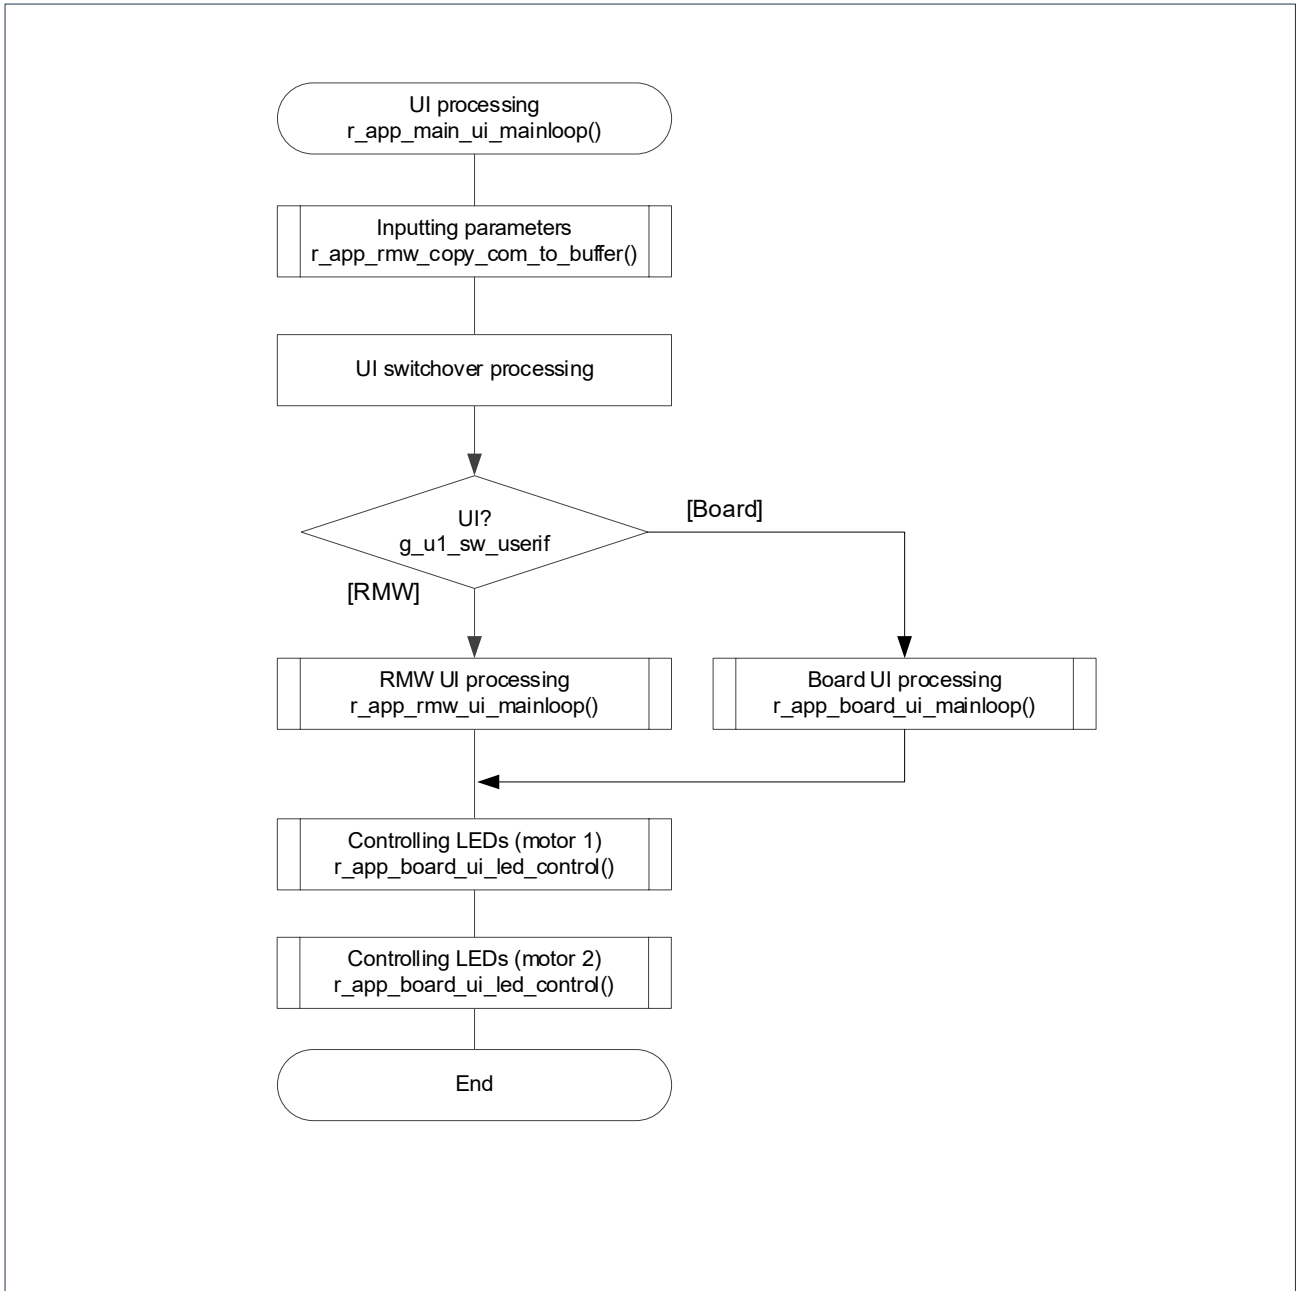 UI processing
r_app_main_ui_mainloop()
Inputting parameters
r_app_rmw_copy_com_to_buffer()
UI switchover processing
UI?
g_u1_sw_userif
[Board]
[RMW]
RMW UI processing
r_app_rmw_ui_mainloop()
Board UI processing
r_app_board_ui_mainloop()
Controlling LEDs (motor 1)
r_app_board_ui_led_control()
Controlling LEDs (motor 2)
r_app_board_ui_led_control()
End